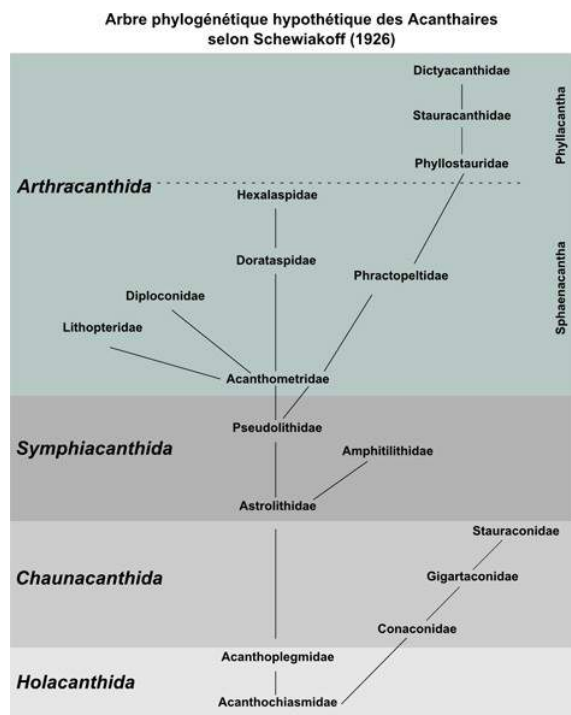 Arbre phylogénétique hypothétique des Acanthaires
selon Schewiakoff (1926)
Dictyacanthidae
Stauracanthidae
Phyllacantha
Phyllostauridae
Arthracanthida
Hexalaspidae
Dorataspidae
Phractopeltidae
Sphaenacantha
Diploconidae
Lithopteridae
Acanthometridae
Pseudolithidae
Symphiacanthida
Amphitilithidae
Astrolithidae
Stauraconidae
Chaunacanthida
Gigartaconidae
Conaconidae
Acanthoplegmidae
Holacanthida
Acanthochiasmidae